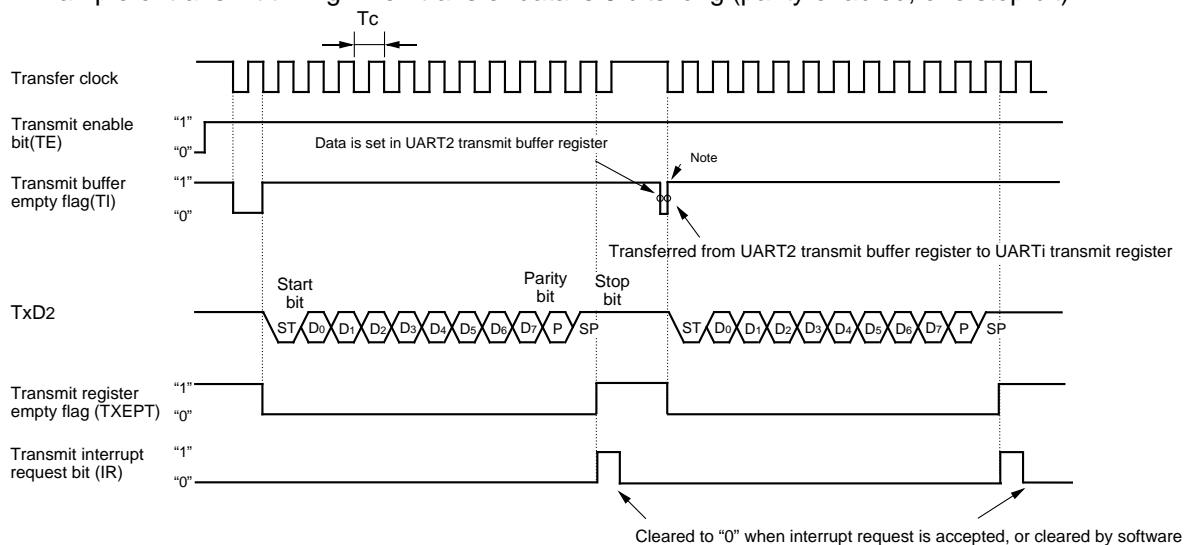 Tc
Transfer clock
Transmit enable
bit(TE)
“1”
“0”
Data is set in UART2 transmit buffer register
Note
Transmit buffer
empty flag(TI)
“1”
“0”
Transferred from UART2 transmit buffer register to UARTi transmit register
Start
bit
Parity
bit
Stop
bit
TxD2
ST D0 D1 D2 D3 D4 D5 D6 D7 P SP ST D0 D1 D2 D3 D4 D5 D6 D7 P SP
Transmit register
empty flag (TXEPT)
“1”
“0”
Transmit interrupt
request bit (IR)
“1”
“0”
Cleared to “0” when interrupt request is accepted, or cleared by software